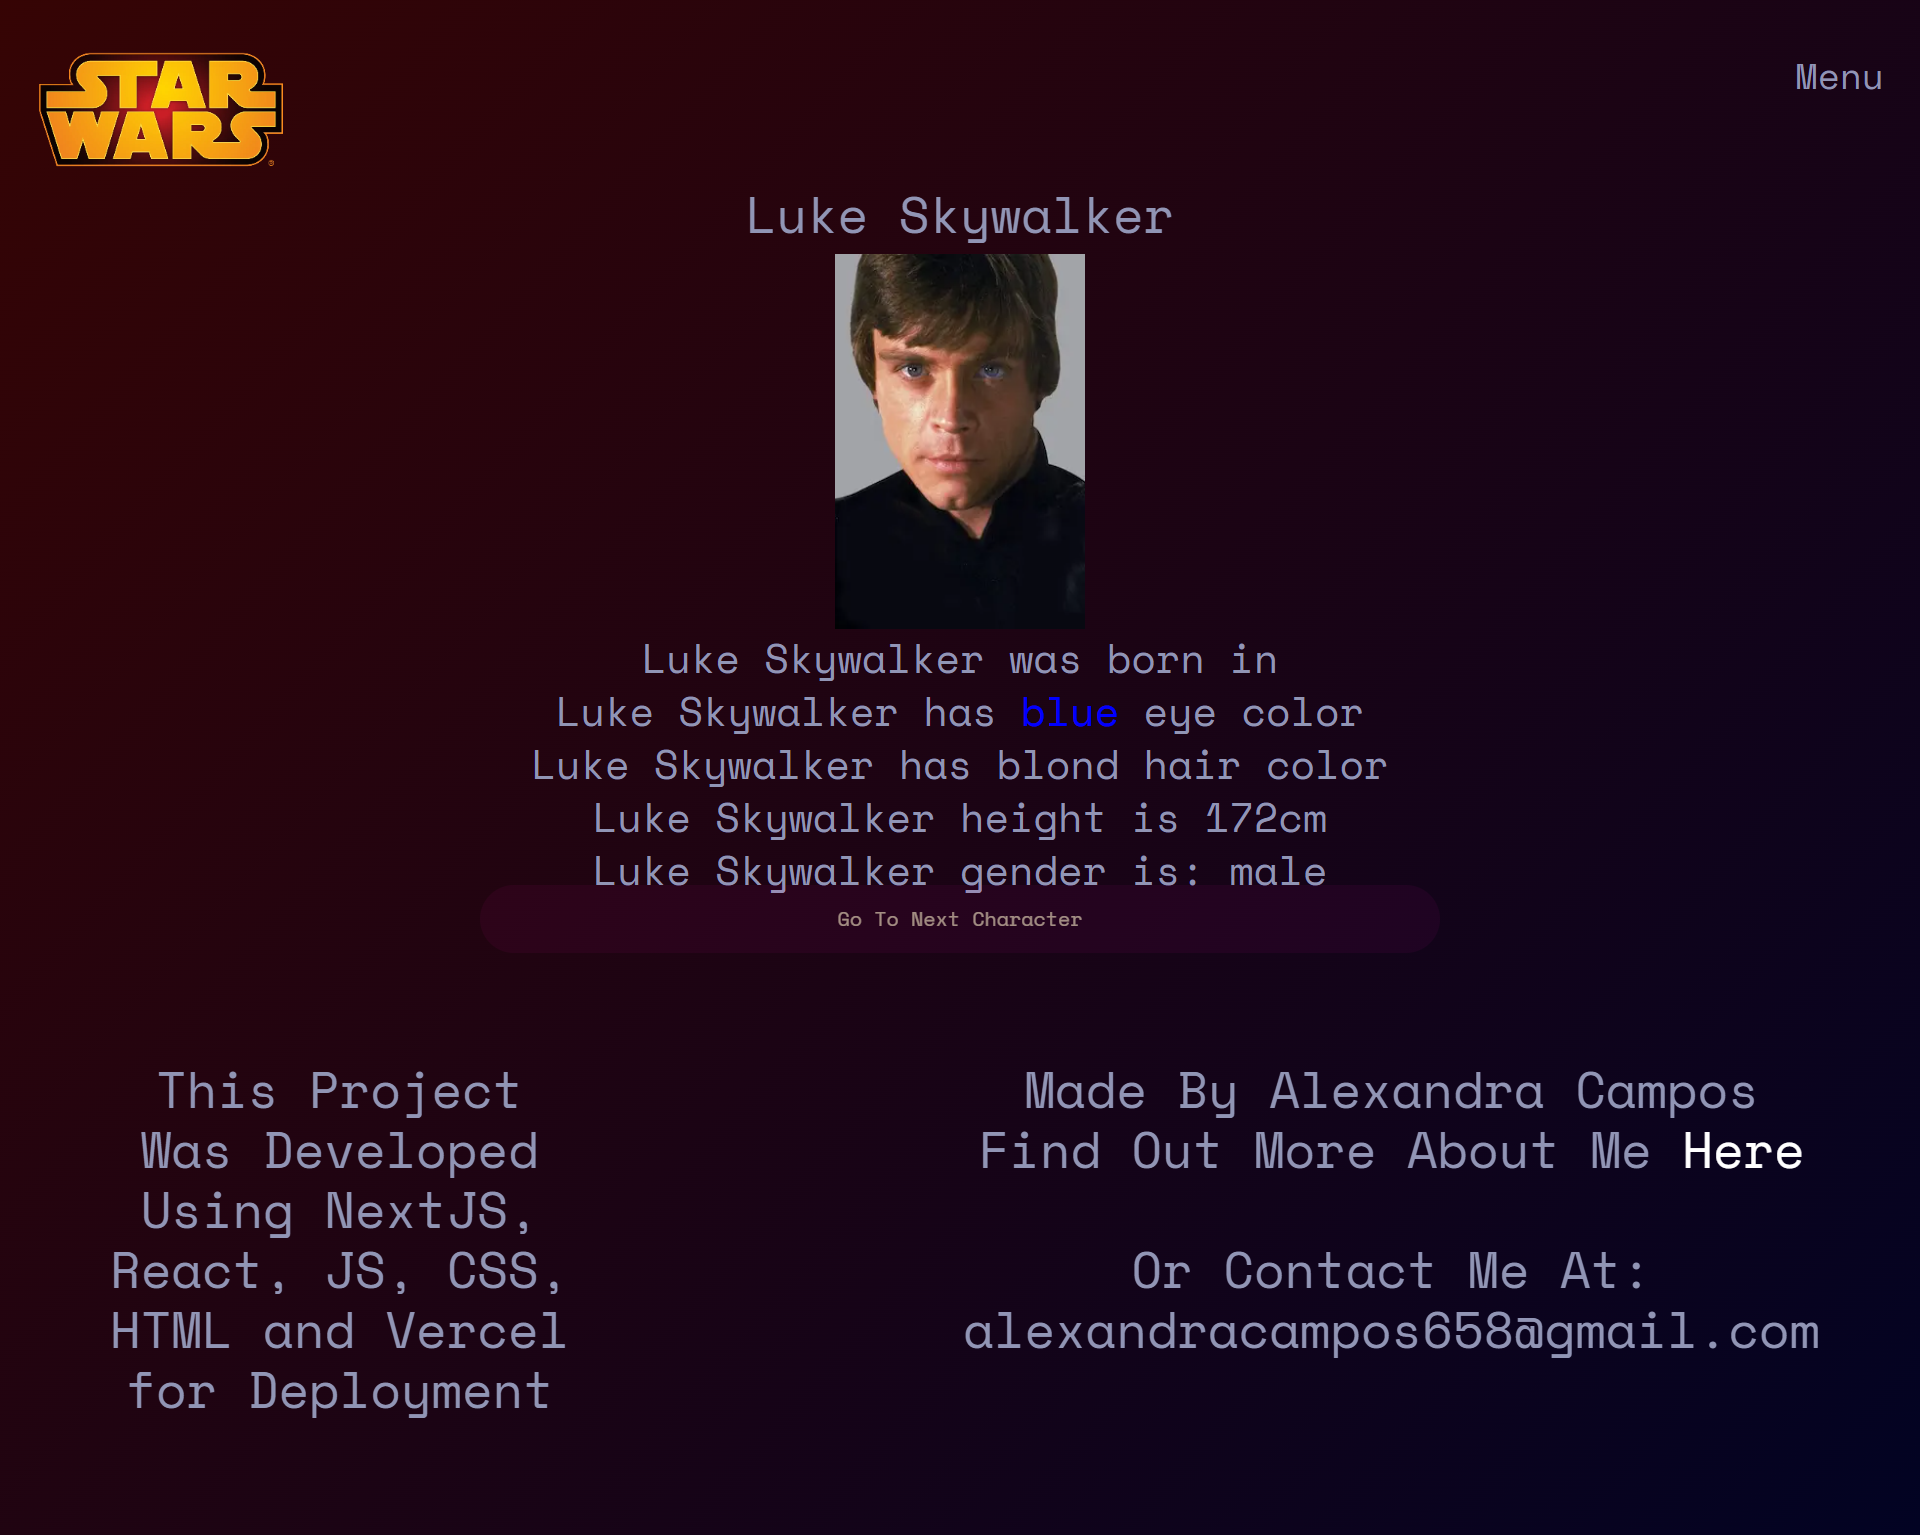 STAR
WARS
Menu
Luke Skywalker
Luke Skywalker was born in
Luke Skywalker has blue eye color
Luke Skywalker has blond hair color
Luke Skywalker height is 172cm
Luke Skywalker gender is: male
Go To Next Character
This Project
Was Developed
Using NextJS,
React, JS, CSS,
HTML and Vercel
for Deployment
Made By Alexandra Campos
Find Out More About Me Here
Or Contact Me At:
alexandracampos658@gmail.com